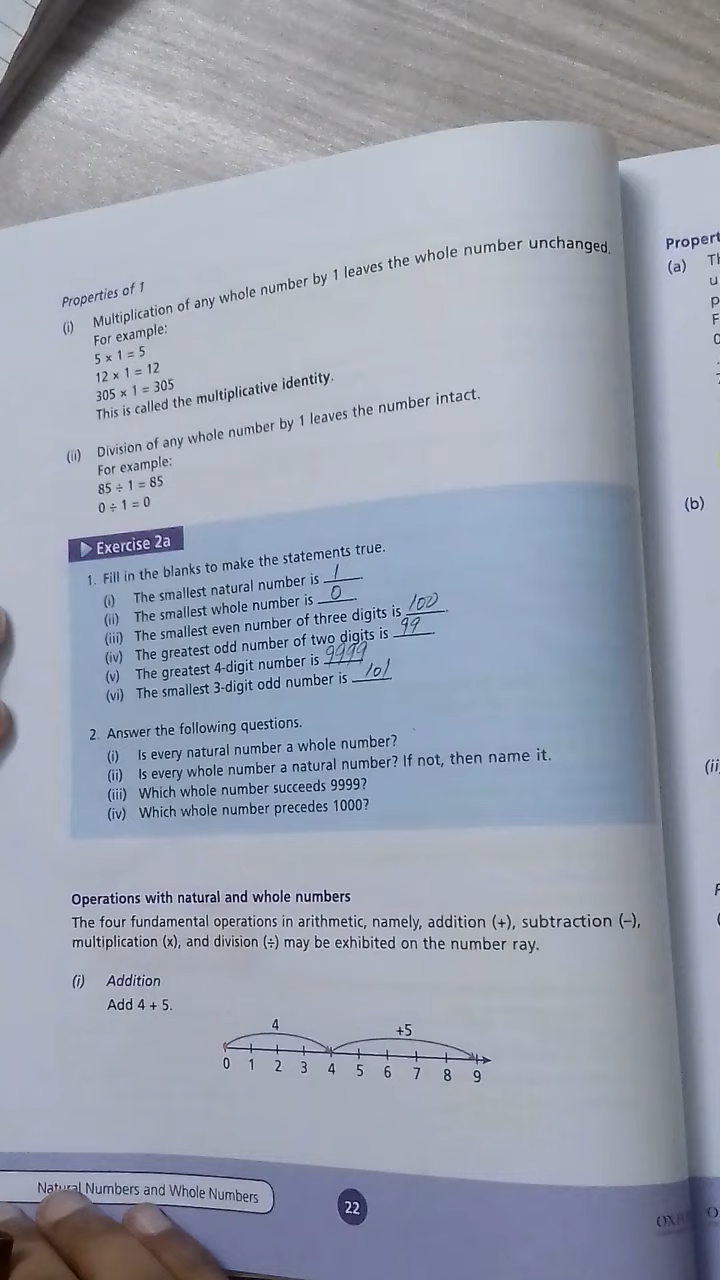 Properties of 1
(i) Multiplication of any whole number by 1 leaves the whole number unchanged.
For example:
5 x 1 = 5
12 x 1 = 12
305 x 1 = 305
This is called the multiplicative identity.
(ii) Division of any whole number by 1 leaves the number intact.
For example:
85 ÷ 1 = 85
0 ÷ 1 = 0
Exercise 2a
1. Fill in the blanks to make the statements true.
(i) The smallest natural number is 1.
(ii) The smallest whole number is 0.
(iii) The smallest even number of three digits is 100.
(iv) The greatest odd number of two digits is 99.
(v) The greatest 4-digit number is 9999.
(vi) The smallest 3-digit odd number is 101.
2. Answer the following questions.
(i) Is every natural number a whole number?
(ii) Is every whole number a natural number? If not, then name it.
(iii) Which whole number succeeds 9999?
(iv) Which whole number precedes 1000?
Operations with natural and whole numbers
The four fundamental operations in arithmetic, namely, addition (+), subtraction (–),
multiplication (x), and division (÷) may be exhibited on the number ray.
(i) Addition
Add 4 + 5.
4 +5
0 1 2 3 4 5 6 7 8 9
Natural Numbers and Whole Numbers
22
(a)
(b)